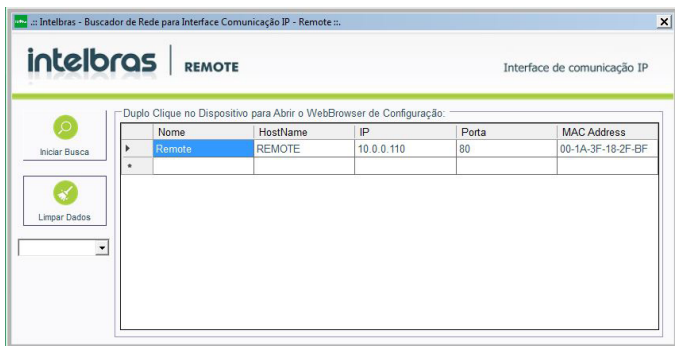 .:: Intelbras - Buscador de Rede para Interface Comunicação IP - Remote ::.
intelbras | REMOTE
Interface de comunicação IP
Iniciar Busca
Limpar Dados
Duplo Clique no Dispositivo para Abrir o WebBrowser de Configuração:
Nome HostName IP Porta MAC Address
Remote REMOTE 10.0.0.110 80 00-1A-3F-18-2F-BF